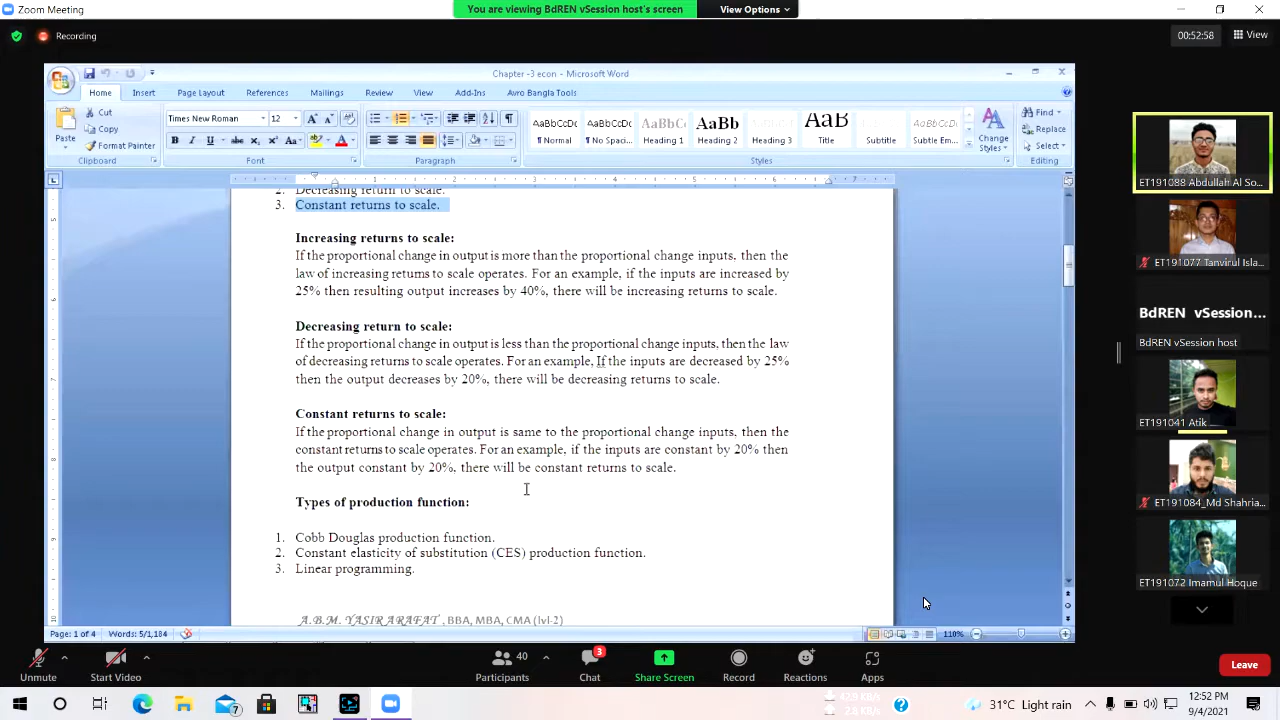 Zoom Meeting
You are viewing BdREN vSession host's screen
View Options
Recording
00:52:58
View
Chapter -3 econ - Microsoft Word
Home Insert Page Layout References Mailings Review View Add-Ins Avro Bangla Tools
Paste
Cut
Copy
Format Painter
Clipboard
Times New Roman 12
Font
Paragraph
AaBbCcDc AaBbCcDc AaBbCc AaBb AaBbCcDc AaBb AaBbCcDc AaBbCcDc
¶ Normal ¶ No Spaci... Heading 1 Heading 2 Heading 3 Title Subtitle Subtle Em...
Styles
Change Styles
Find
Replace
Select
Editing
2. Decreasing return to scale.
3. Constant returns to scale.
Increasing returns to scale:
If the proportional change in output is more than the proportional change inputs, then the
law of increasing returns to scale operates. For an example, if the inputs are increased by
25% then resulting output increases by 40%, there will be increasing returns to scale.
Decreasing return to scale:
If the proportional change in output is less than the proportional change inputs, then the law
of decreasing returns to scale operates. For an example, If the inputs are decreased by 25%
then the output decreases by 20%, there will be decreasing returns to scale.
Constant returns to scale:
If the proportional change in output is same to the proportional change inputs, then the
constant returns to scale operates. For an example, if the inputs are constant by 20% then
the output constant by 20%, there will be constant returns to scale.
Types of production function:
1. Cobb Douglas production function.
2. Constant elasticity of substitution (CES) production function.
3. Linear programming.
A.B.M. YASIR ARAFAT , BBA, MBA, CMA (lvl-2)
Page: 1 of 4 Words: 5/1,184
110%
ET191088 Abdullah Al So...
ET191077 Tanvirul Isla...
BdREN vSession...
BdREN vSession host
ET191041 Atik
ET191084_Md Shahria...
ET191072 Imamul Hoque
Unmute
Start Video
40
Participants
3
Chat
Share Screen
Record
Reactions
Apps
Leave
7
31°C Light rain
12:52 PM
9/4/2021